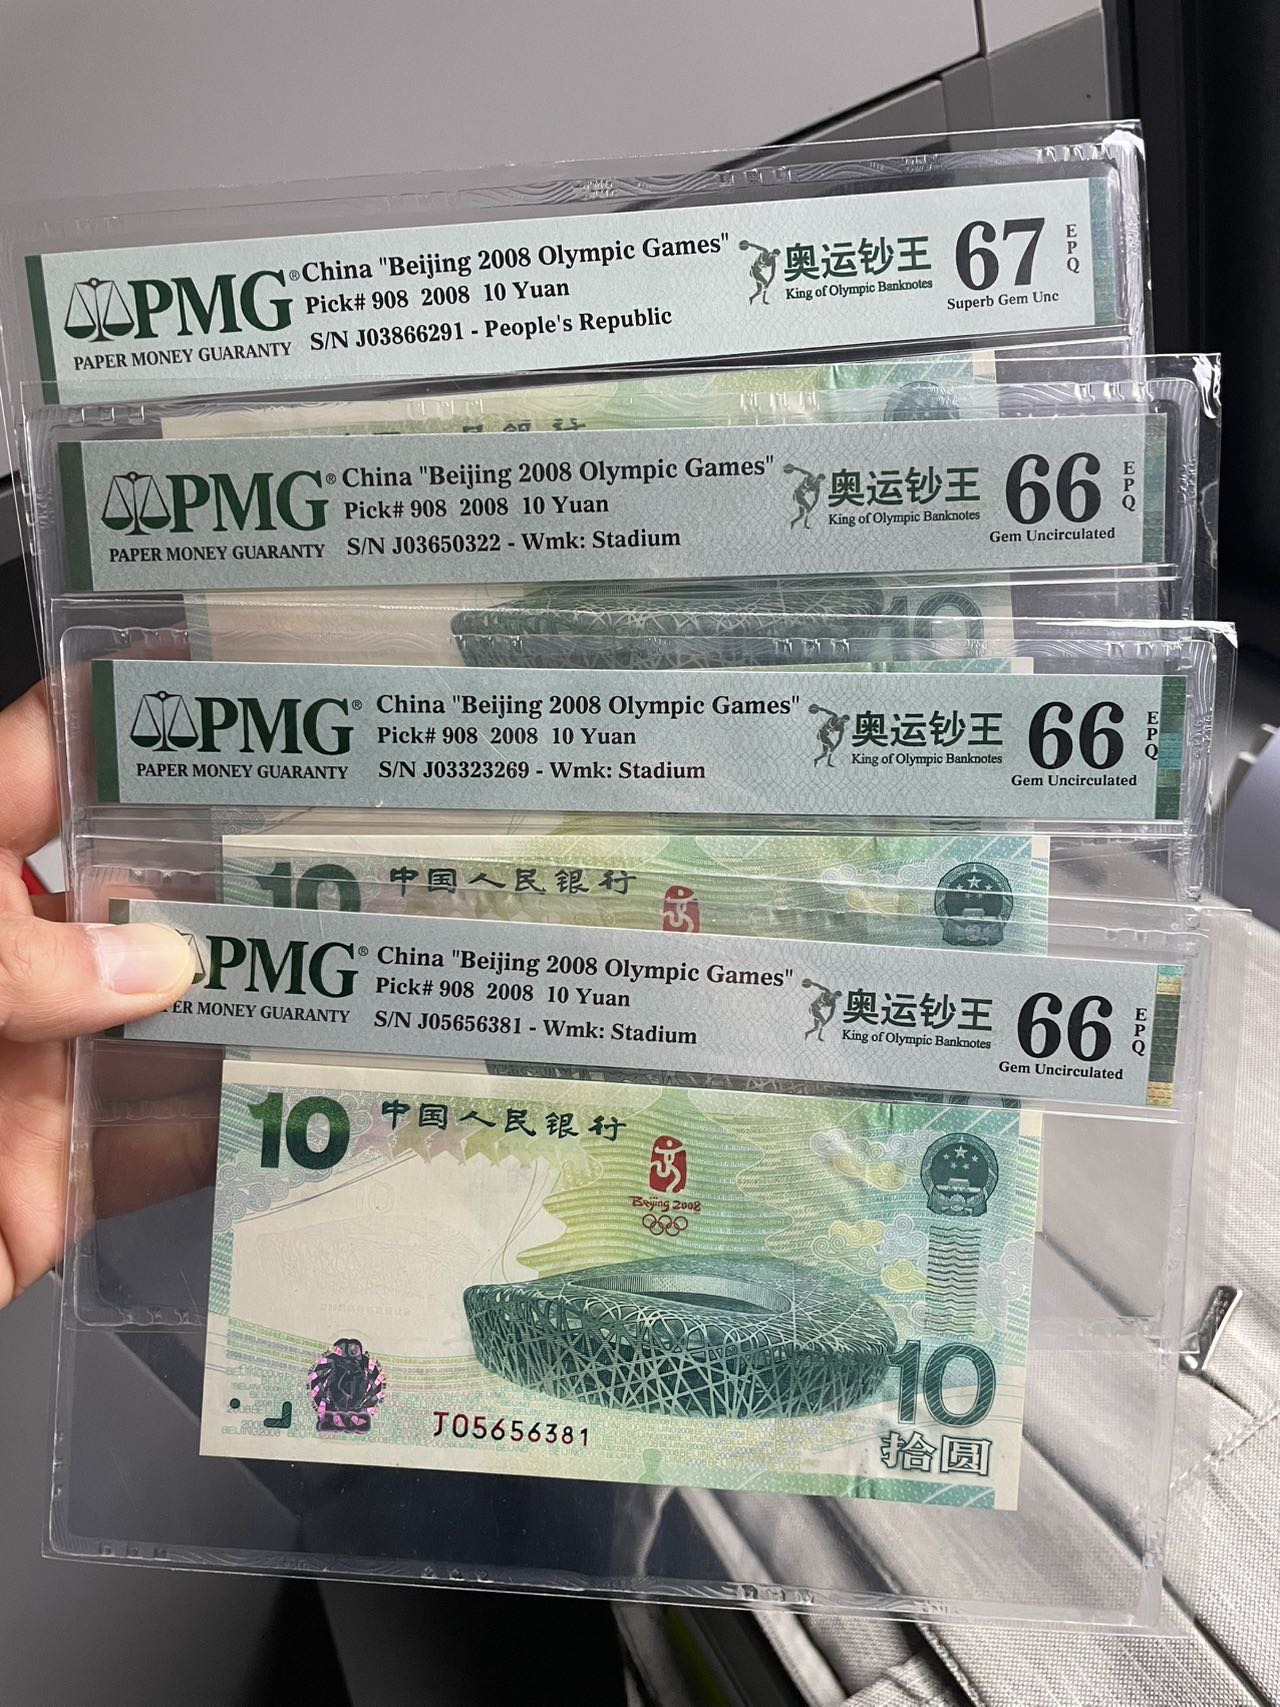 PMG®
PAPER MONEY GUARANTY
China "Beijing 2008 Olympic Games"
Pick# 908 2008 10 Yuan
S/N J03866291 - People's Republic
奥运钞王
King of Olympic Banknotes
67
Superb Gem Unc
EPQ
PMG®
PAPER MONEY GUARANTY
China "Beijing 2008 Olympic Games"
Pick# 908 2008 10 Yuan
S/N J03650322 - Wmk: Stadium
奥运钞王
King of Olympic Banknotes
66
Gem Uncirculated
EPQ
10
PMG®
PAPER MONEY GUARANTY
China "Beijing 2008 Olympic Games"
Pick# 908 2008 10 Yuan
S/N J03323269 - Wmk: Stadium
奥运钞王
King of Olympic Banknotes
66
Gem Uncirculated
EPQ
10
中国人民银行
PMG®
ER MONEY GUARANTY
China "Beijing 2008 Olympic Games"
Pick# 908 2008 10 Yuan
S/N J05656381 - Wmk: Stadium
奥运钞王
King of Olympic Banknotes
66
Gem Uncirculated
EPQ
10
中国人民银行
Beijing 2008
10
J05656381
拾圆